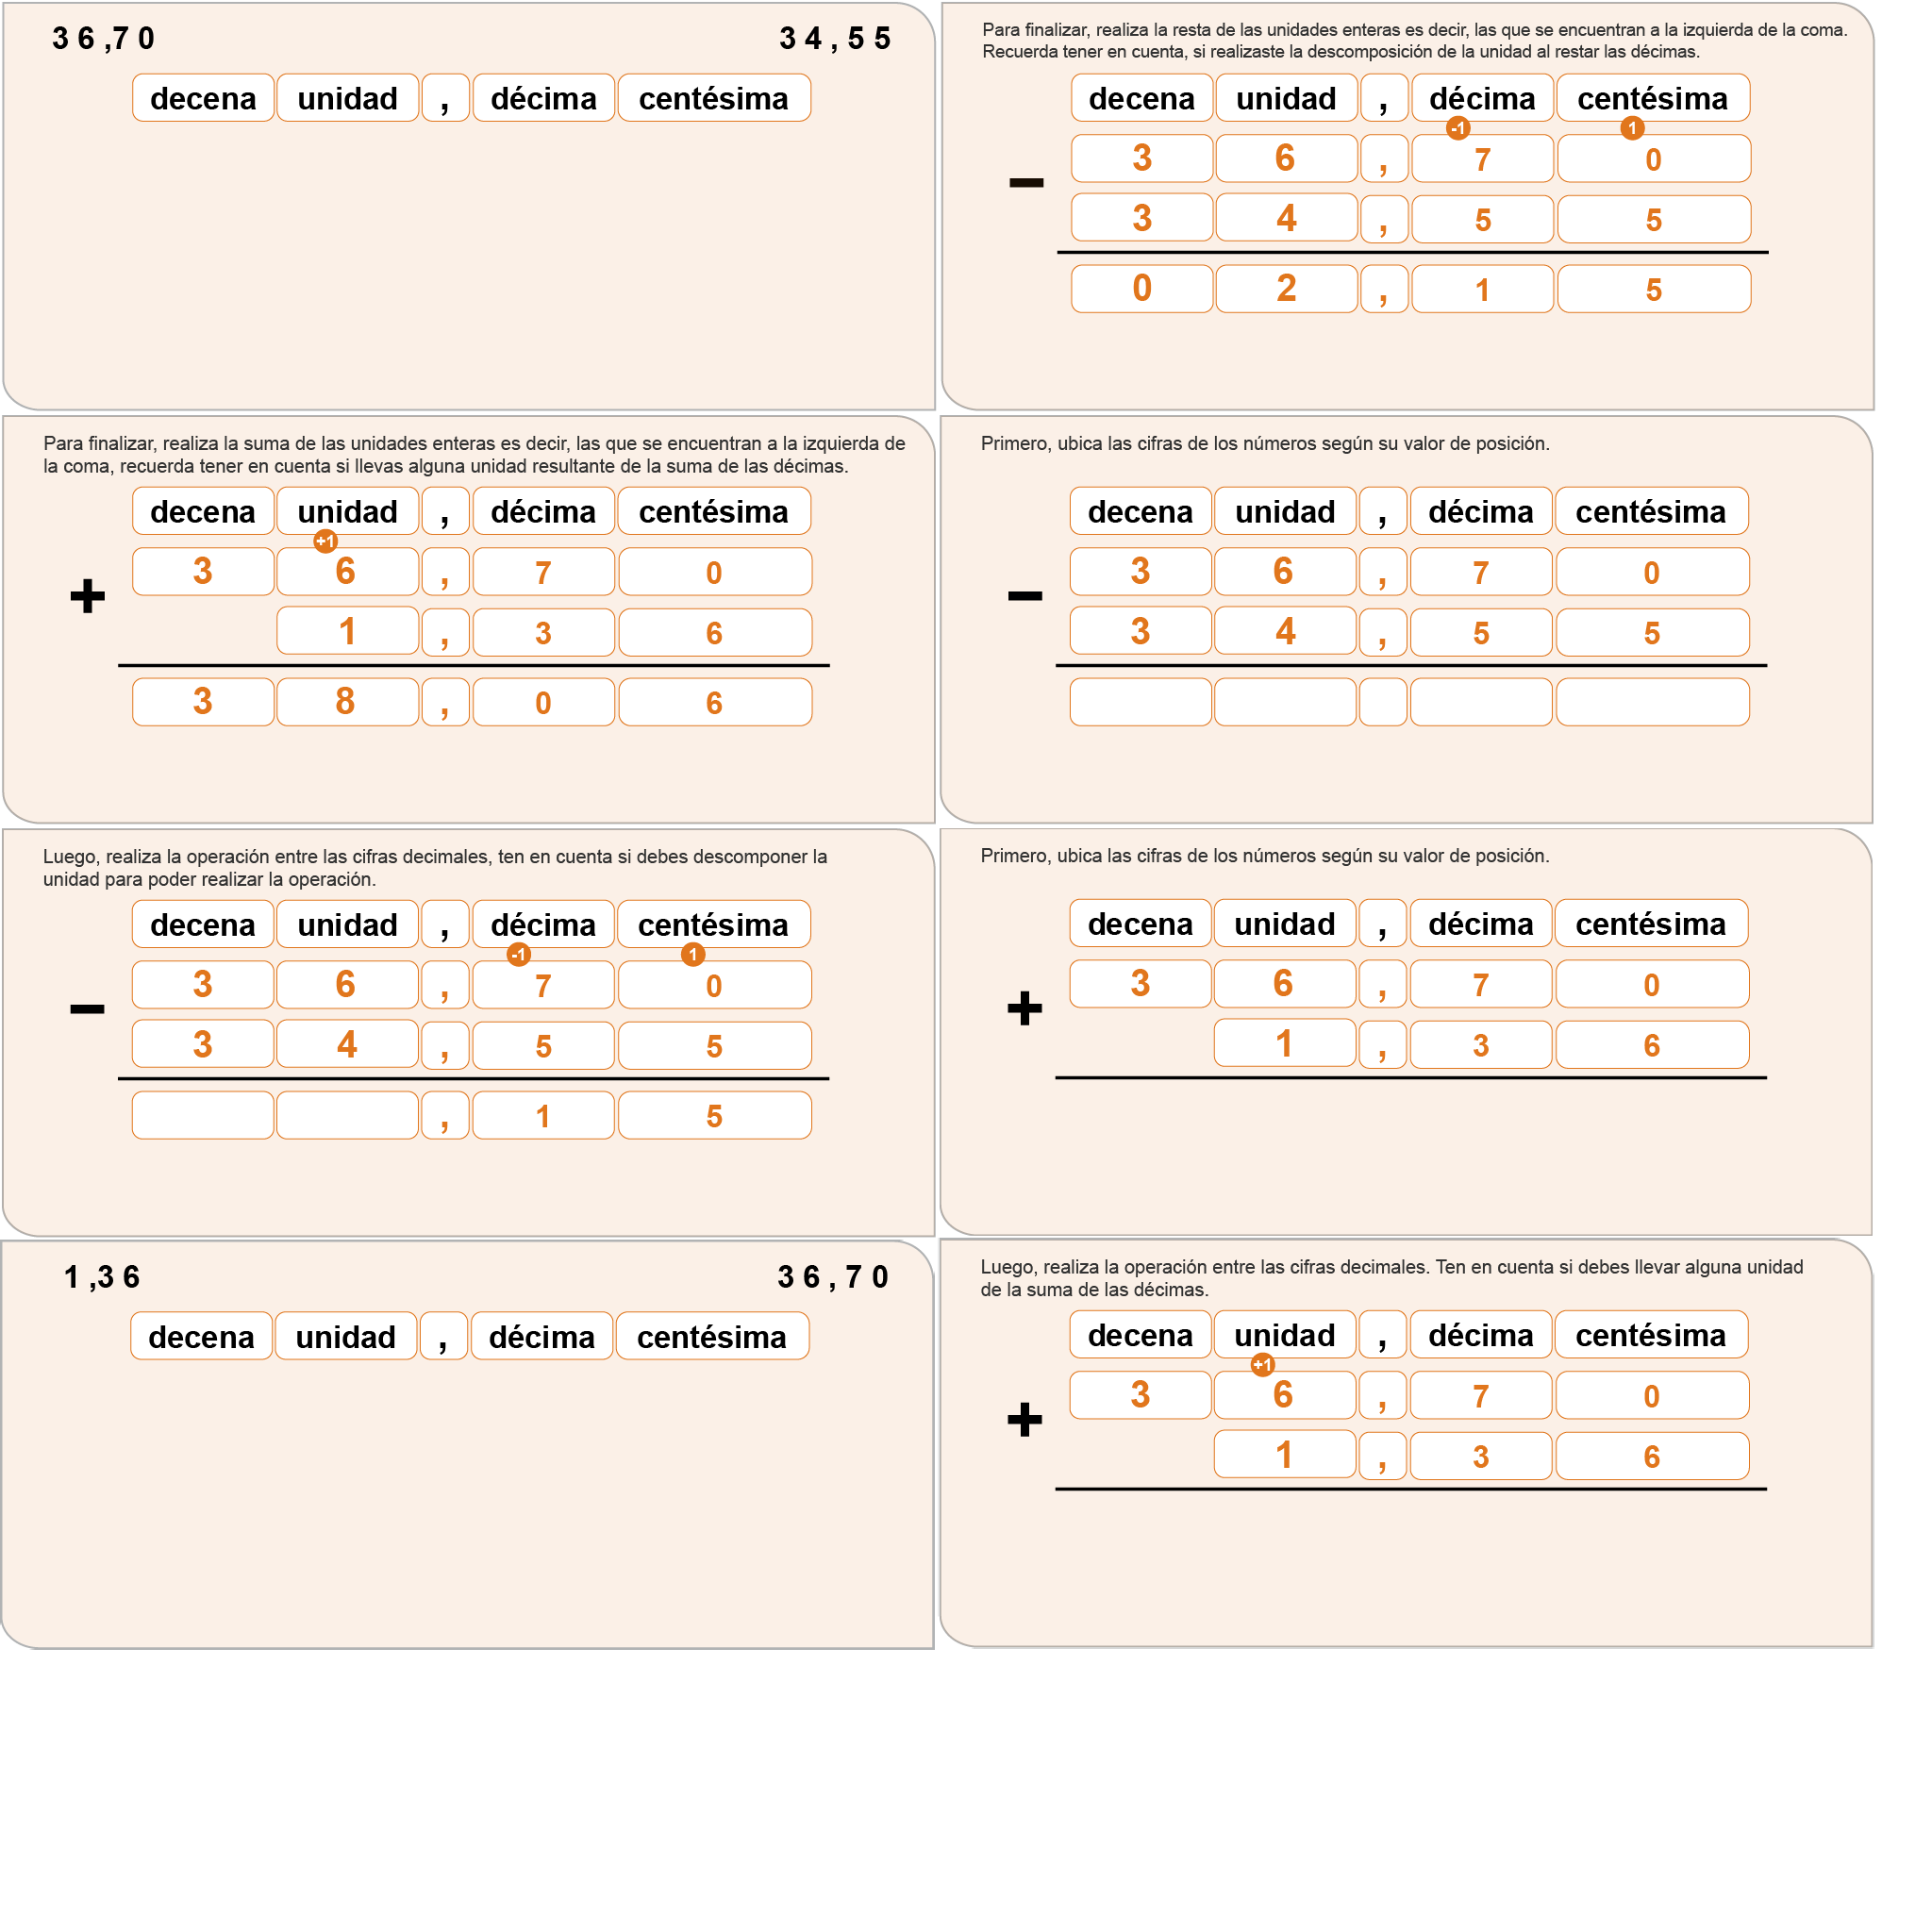 3 6 ,7 0 3 4 , 5 5
decena unidad , décima centésima
Para finalizar, realiza la resta de las unidades enteras es decir, las que se encuentran a la izquierda de la coma.
Recuerda tener en cuenta, si realizaste la descomposición de la unidad al restar las décimas.
decena unidad , décima centésima
-1 1
3 6 , 7 0
−
3 4 , 5 5
0 2 , 1 5
Para finalizar, realiza la suma de las unidades enteras es decir, las que se encuentran a la izquierda de
la coma, recuerda tener en cuenta si llevas alguna unidad resultante de la suma de las décimas.
decena unidad , décima centésima
+1
3 6 , 7 0
+
1 , 3 6
3 8 , 0 6
Primero, ubica las cifras de los números según su valor de posición.
decena unidad , décima centésima
3 6 , 7 0
−
3 4 , 5 5
Luego, realiza la operación entre las cifras decimales, ten en cuenta si debes descomponer la
unidad para poder realizar la operación.
decena unidad , décima centésima
-1 1
3 6 , 7 0
−
3 4 , 5 5
, 1 5
Primero, ubica las cifras de los números según su valor de posición.
decena unidad , décima centésima
3 6 , 7 0
+
1 , 3 6
1 ,3 6 3 6 , 7 0
decena unidad , décima centésima
Luego, realiza la operación entre las cifras decimales. Ten en cuenta si debes llevar alguna unidad
de la suma de las décimas.
decena unidad , décima centésima
+1
3 6 , 7 0
+
1 , 3 6